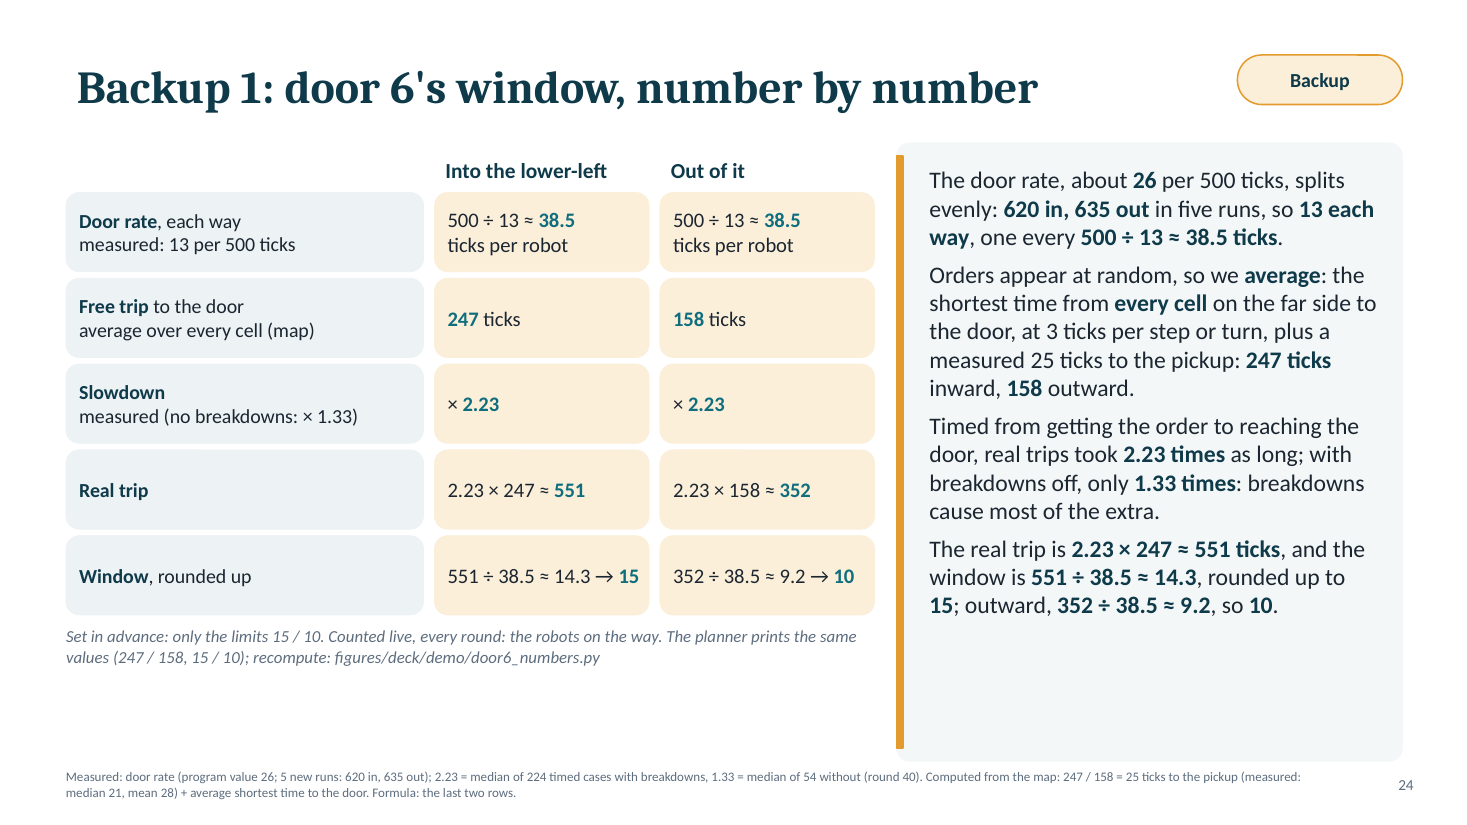 Backup 1: door 6's window, number by number
Backup
Into the lower-left
Out of it
Door rate, each way
measured: 13 per 500 ticks
500 ÷ 13 ≈ 38.5
ticks per robot
500 ÷ 13 ≈ 38.5
ticks per robot
Free trip to the door
average over every cell (map)
247 ticks
158 ticks
Slowdown
measured (no breakdowns: × 1.33)
× 2.23
× 2.23
Real trip
2.23 × 247 ≈ 551
2.23 × 158 ≈ 352
Window, rounded up
551 ÷ 38.5 ≈ 14.3 → 15
352 ÷ 38.5 ≈ 9.2 → 10
Set in advance: only the limits 15 / 10. Counted live, every round: the robots on the way. The planner prints the same
values (247 / 158, 15 / 10); recompute: figures/deck/demo/door6_numbers.py
The door rate, about 26 per 500 ticks, splits
evenly: 620 in, 635 out in five runs, so 13 each
way, one every 500 ÷ 13 ≈ 38.5 ticks.
Orders appear at random, so we average: the
shortest time from every cell on the far side to
the door, at 3 ticks per step or turn, plus a
measured 25 ticks to the pickup: 247 ticks
inward, 158 outward.
Timed from getting the order to reaching the
door, real trips took 2.23 times as long; with
breakdowns off, only 1.33 times: breakdowns
cause most of the extra.
The real trip is 2.23 × 247 ≈ 551 ticks, and the
window is 551 ÷ 38.5 ≈ 14.3, rounded up to
15; outward, 352 ÷ 38.5 ≈ 9.2, so 10.
Measured: door rate (program value 26; 5 new runs: 620 in, 635 out); 2.23 = median of 224 timed cases with breakdowns, 1.33 = median of 54 without (round 40). Computed from the map: 247 / 158 = 25 ticks to the pickup (measured:
median 21, mean 28) + average shortest time to the door. Formula: the last two rows.
24